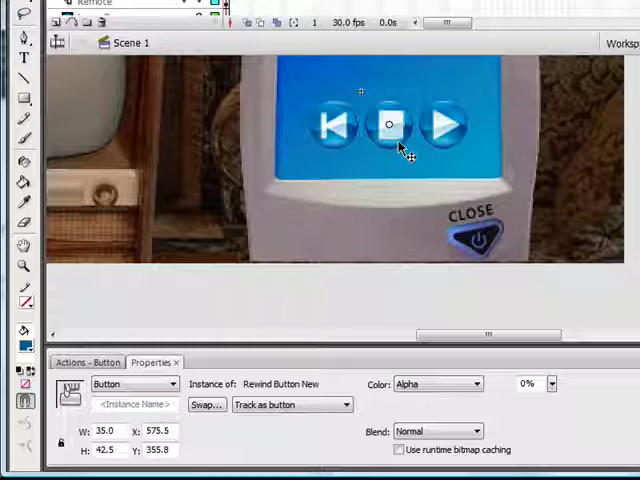 Remote
1 30.0 fps 0.0s
Scene 1
Works
CLOSE
Actions - Button Properties ×
Button Instance of: Rewind Button New Color: Alpha 0%
<Instance Name> Swap... Track as button
W: 35.0 X: 575.5 Blend: Normal
H: 42.5 Y: 355.8 Use runtime bitmap caching